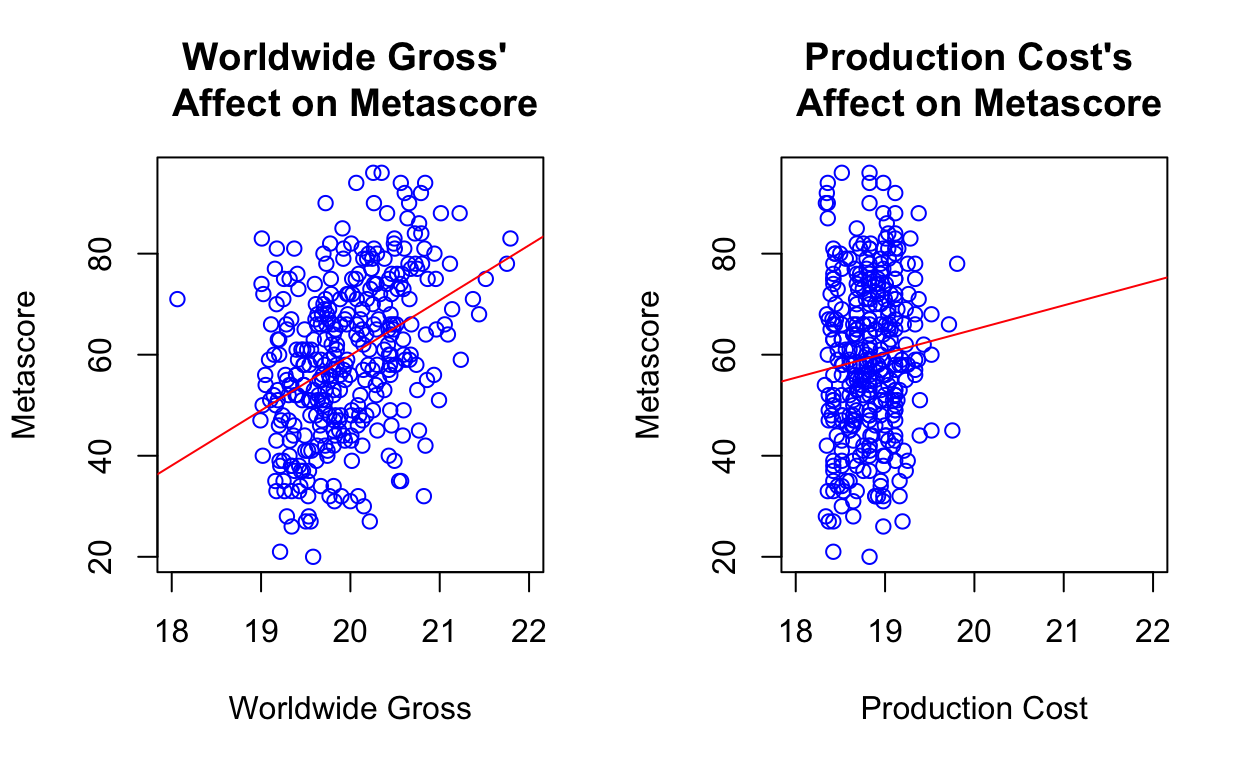 Worldwide Gross'
Affect on Metascore
Metascore
80
60
40
20
18 19 20 21 22
Worldwide Gross
Production Cost's
Affect on Metascore
Metascore
80
60
40
20
18 19 20 21 22
Production Cost